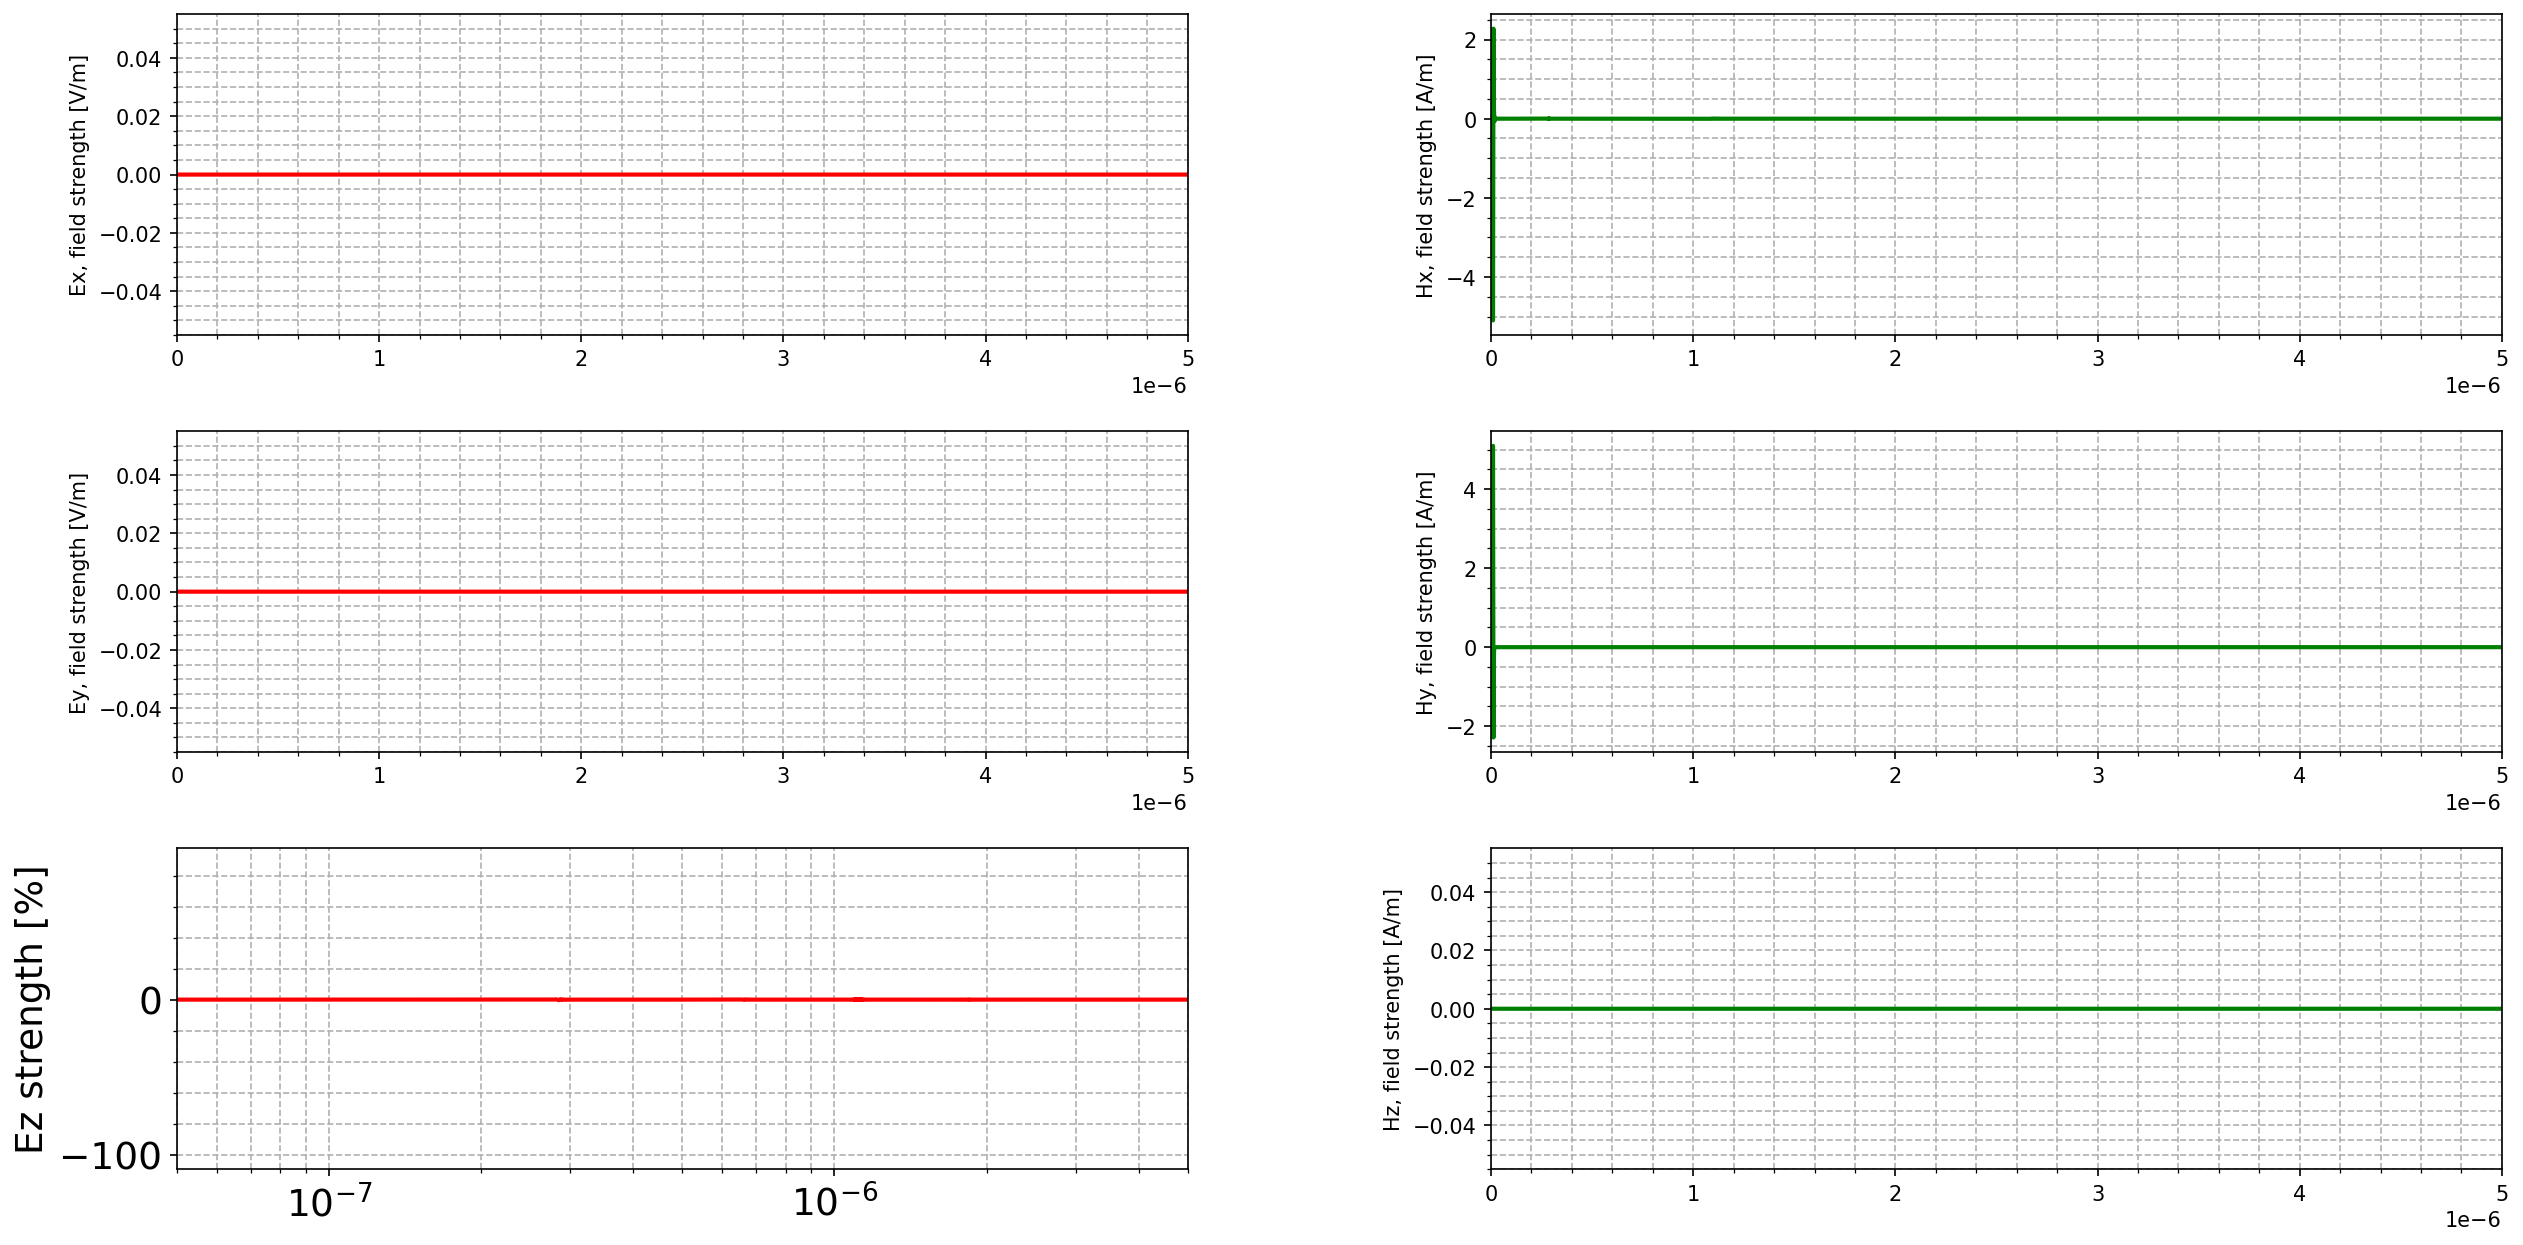 Ex, field strength [V/m]
0.04
0.02
0.00
−0.02
−0.04
0 1 2 3 4 5
1e−6
Hx, field strength [A/m]
2
0
−2
−4
0 1 2 3 4 5
1e−6
Ey, field strength [V/m]
0.04
0.02
0.00
−0.02
−0.04
0 1 2 3 4 5
1e−6
Hy, field strength [A/m]
4
2
0
−2
0 1 2 3 4 5
1e−6
Ez strength [%]
0
−100
10⁻⁷ 10⁻⁶
Hz, field strength [A/m]
0.04
0.02
0.00
−0.02
−0.04
0 1 2 3 4 5
1e−6